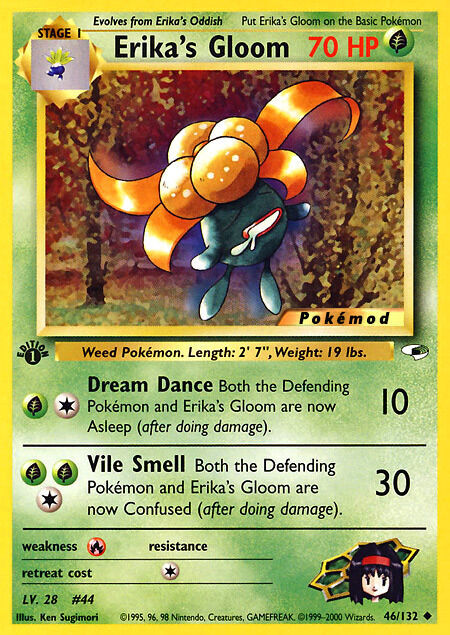 Evolves from Erika's Oddish Put Erika's Gloom on the Basic Pokémon
STAGE 1
Erika's Gloom 70 HP
Pokémod
EDITION
1
Weed Pokémon. Length: 2' 7", Weight: 19 lbs.
Dream Dance Both the Defending
Pokémon and Erika's Gloom are now
Asleep (after doing damage).
10
Vile Smell Both the Defending
Pokémon and Erika's Gloom are
now Confused (after doing damage).
30
weakness resistance
retreat cost
LV. 28 #44
Illus. Ken Sugimori ©1995, 96, 98 Nintendo, Creatures, GAMEFREAK. ©1999-2000 Wizards. 46/132